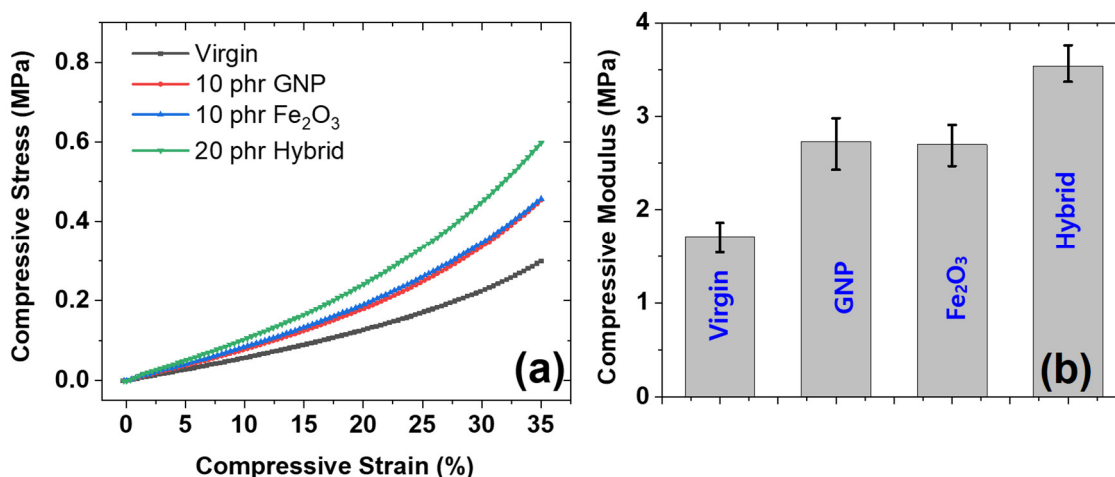 Compressive Stress (MPa)
0.8
0.6
0.4
0.2
0.0
Virgin
10 phr GNP
10 phr Fe₂O₃
20 phr Hybrid
(a)
0 5 10 15 20 25 30 35
Compressive Strain (%)
Compressive Modulus (MPa)
4
3
2
1
0
Virgin
GNP
Fe₂O₃
Hybrid
(b)